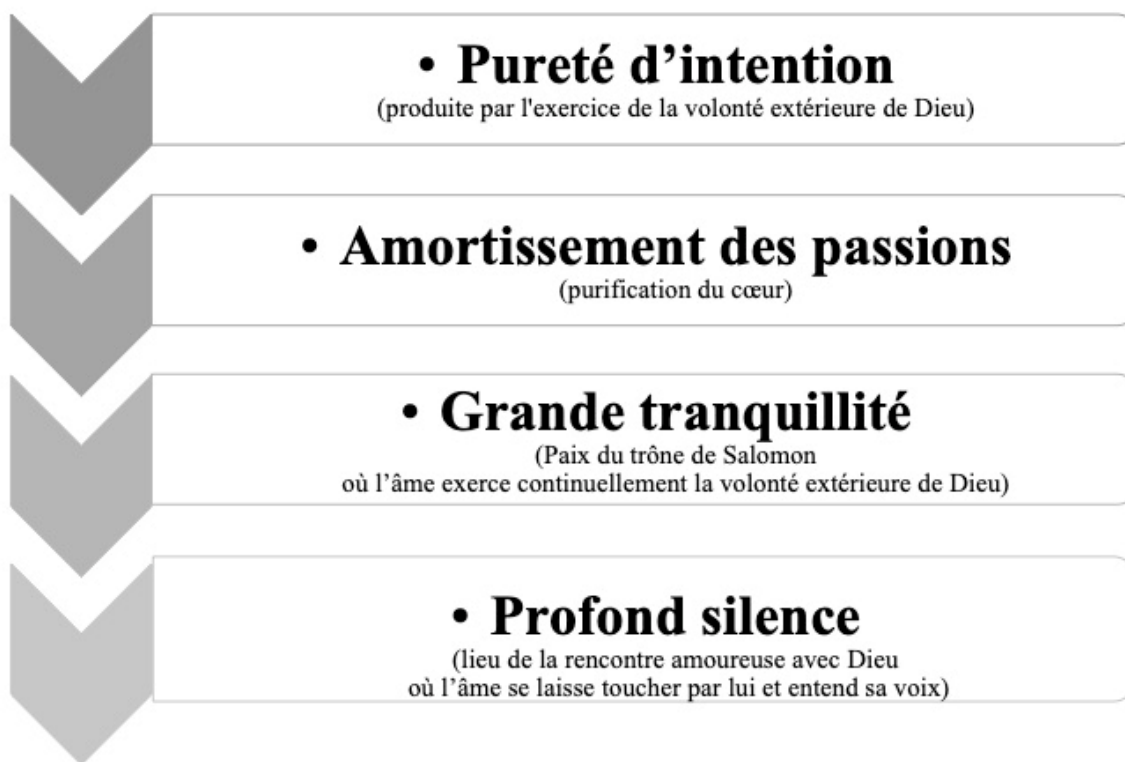 • Pureté d’intention
(produite par l'exercice de la volonté extérieure de Dieu)
• Amortissement des passions
(purification du cœur)
• Grande tranquillité
(Paix du trône de Salomon
où l’âme exerce continuellement la volonté extérieure de Dieu)
• Profond silence
(lieu de la rencontre amoureuse avec Dieu
où l’âme se laisse toucher par lui et entend sa voix)